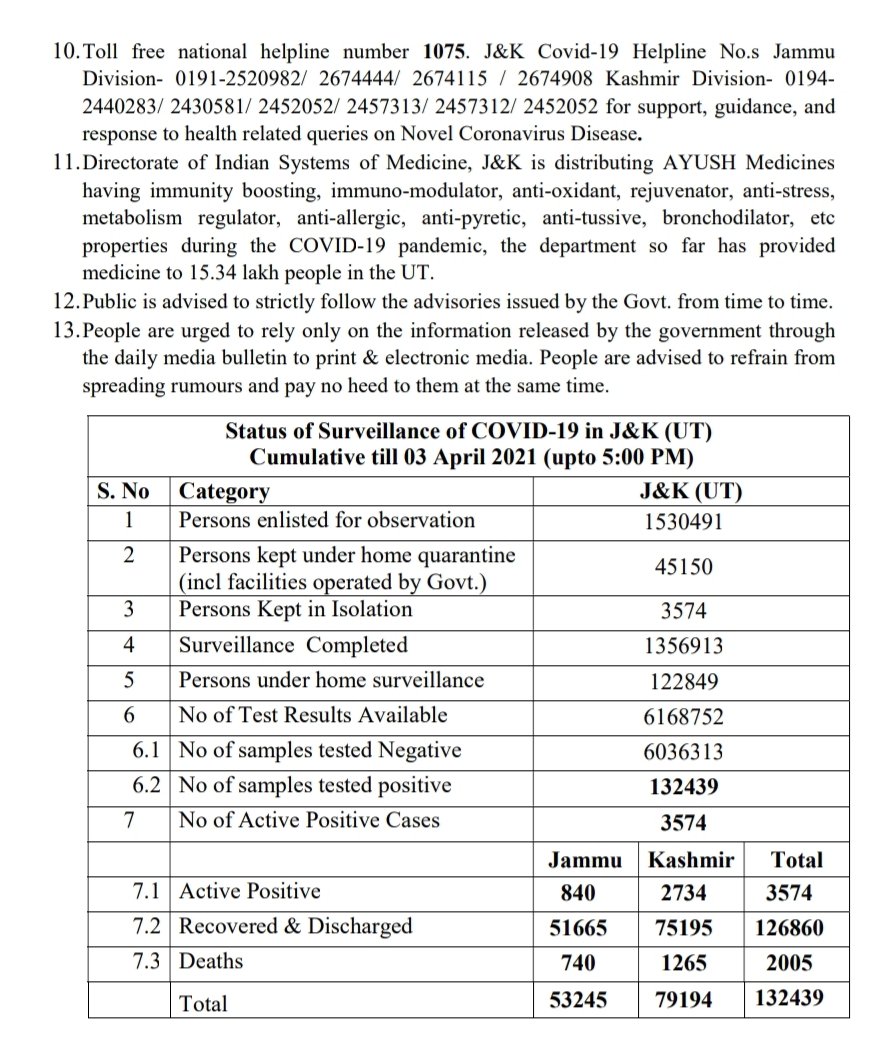 10.Toll free national helpline number 1075. J&K Covid-19 Helpline No.s Jammu
Division- 0191-2520982/ 2674444/ 2674115 / 2674908 Kashmir Division- 0194-
2440283/ 2430581/ 2452052/ 2457313/ 2457312/ 2452052 for support, guidance, and
response to health related queries on Novel Coronavirus Disease.
11.Directorate of Indian Systems of Medicine, J&K is distributing AYUSH Medicines
having immunity boosting, immuno-modulator, anti-oxidant, rejuvenator, anti-stress,
metabolism regulator, anti-allergic, anti-pyretic, anti-tussive, bronchodilator, etc
properties during the COVID-19 pandemic, the department so far has provided
medicine to 15.34 lakh people in the UT.
12.Public is advised to strictly follow the advisories issued by the Govt. from time to time.
13.People are urged to rely only on the information released by the government through
the daily media bulletin to print & electronic media. People are advised to refrain from
spreading rumours and pay no heed to them at the same time.
Status of Surveillance of COVID-19 in J&K (UT)
Cumulative till 03 April 2021 (upto 5:00 PM)
S. No Category J&K (UT)
1 Persons enlisted for observation 1530491
2 Persons kept under home quarantine
(incl facilities operated by Govt.) 45150
3 Persons Kept in Isolation 3574
4 Surveillance Completed 1356913
5 Persons under home surveillance 122849
6 No of Test Results Available 6168752
6.1 No of samples tested Negative 6036313
6.2 No of samples tested positive 132439
7 No of Active Positive Cases 3574
Jammu Kashmir Total
7.1 Active Positive 840 2734 3574
7.2 Recovered & Discharged 51665 75195 126860
7.3 Deaths 740 1265 2005
Total 53245 79194 132439